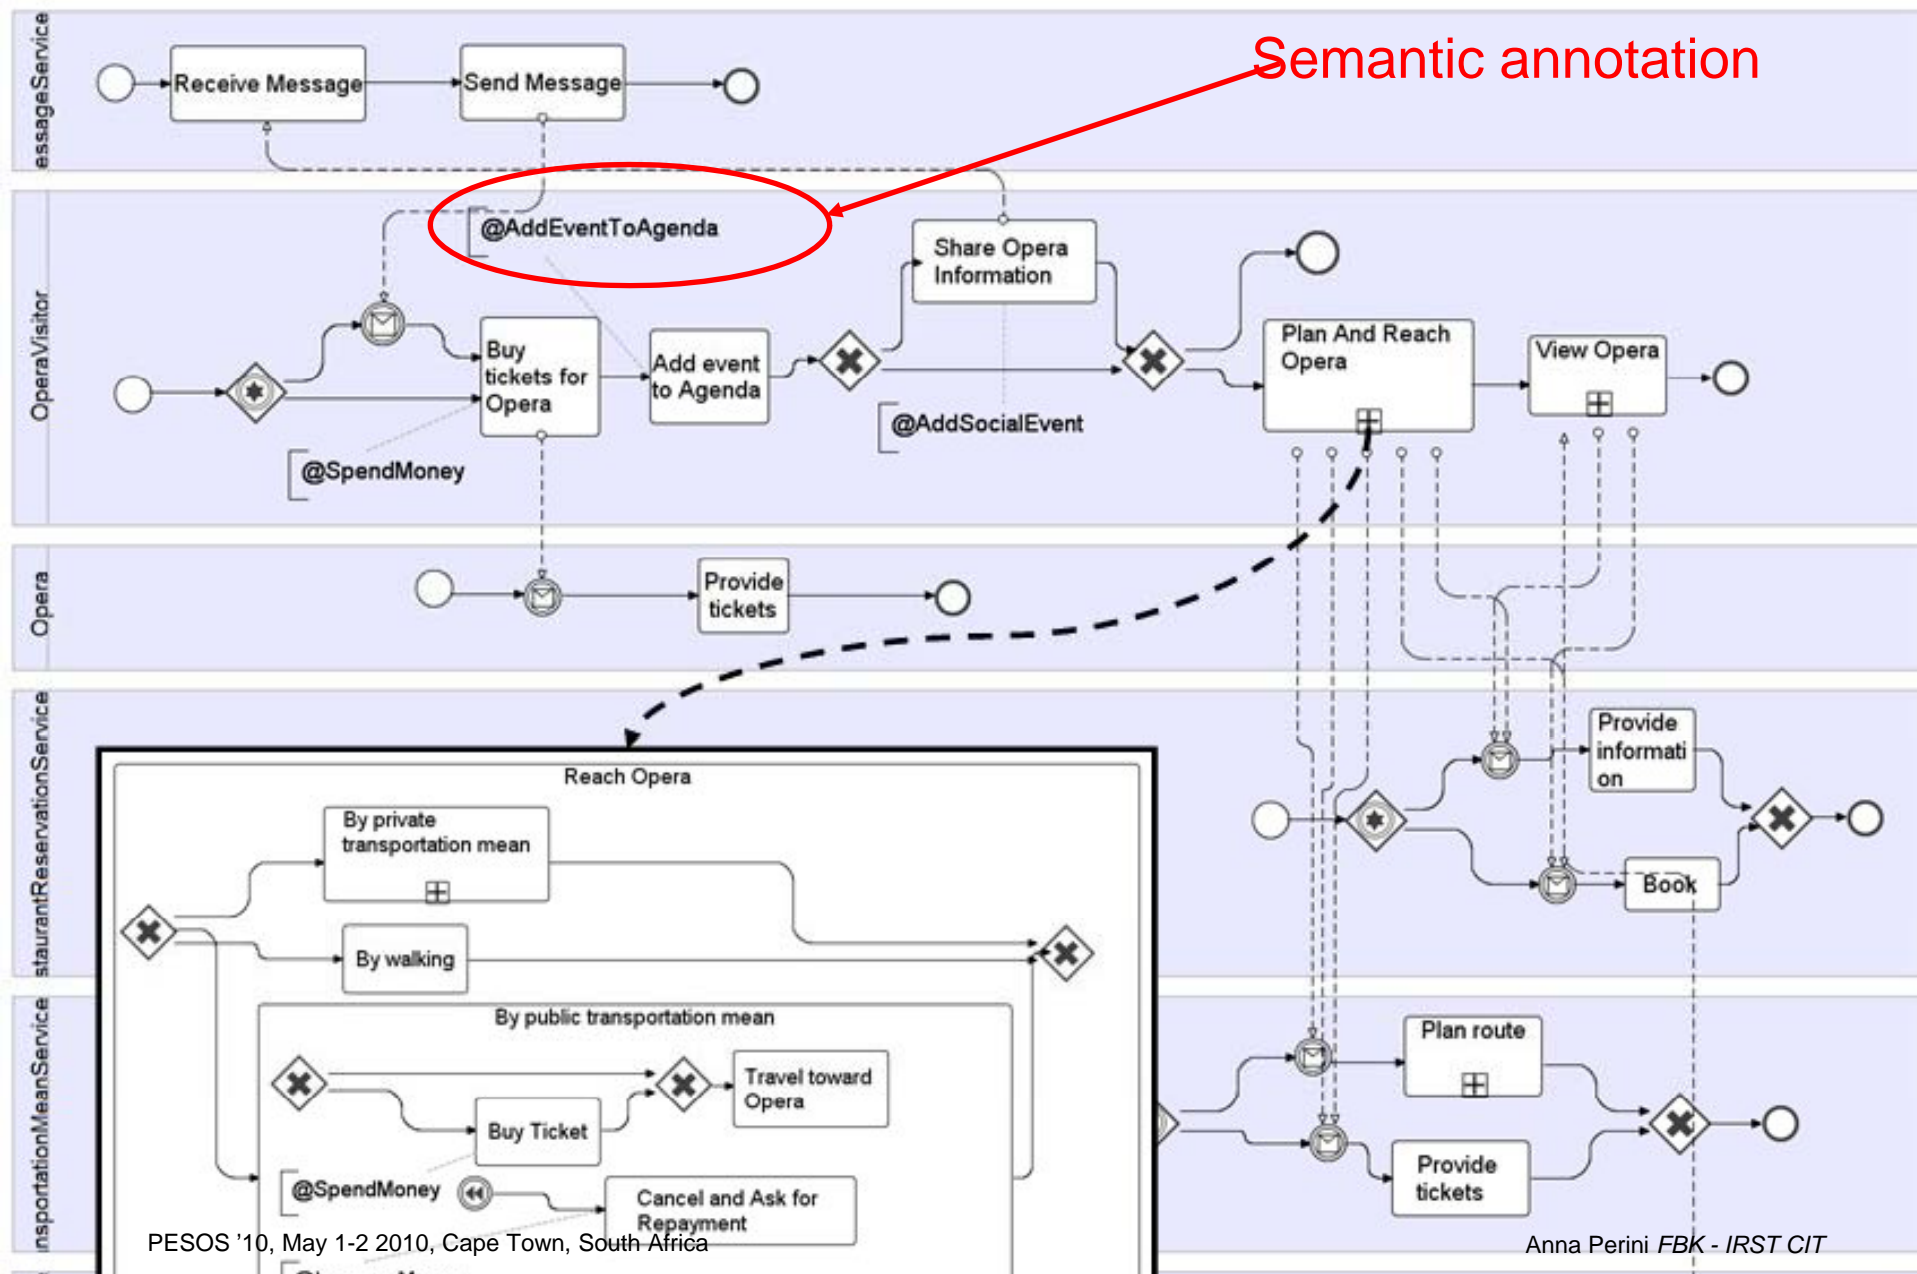 Semantic annotation
essageService
Receive Message
Send Message
OperaVisitor
@AddEventToAgenda
Share Opera
Information
Buy
tickets for
Opera
Add event
to Agenda
@SpendMoney
@AddSocialEvent
Plan And Reach
Opera
View Opera
Opera
Provide
tickets
staurantReservationService
Provide
informati
on
Book
Reach Opera
By private
transportation mean
By walking
By public transportation mean
Travel toward
Opera
Buy Ticket
@SpendMoney
Cancel and Ask for
Repayment
nsportationMeanService
Plan route
Provide
tickets
PESOS '10, May 1-2 2010, Cape Town, South Africa
Anna Perini FBK - IRST CIT